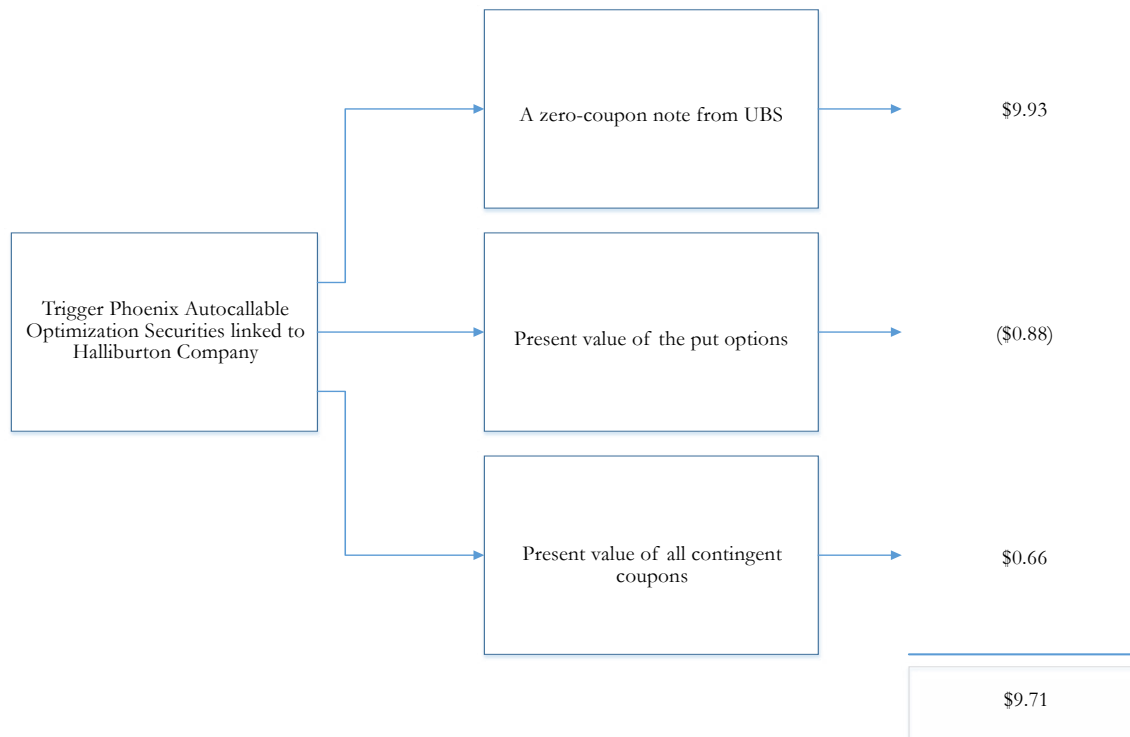 A zero-coupon note from UBS
$9.93
Trigger Phoenix Autocallable
Optimization Securities linked to
Halliburton Company
Present value of the put options
($0.88)
Present value of all contingent
coupons
$0.66
$9.71